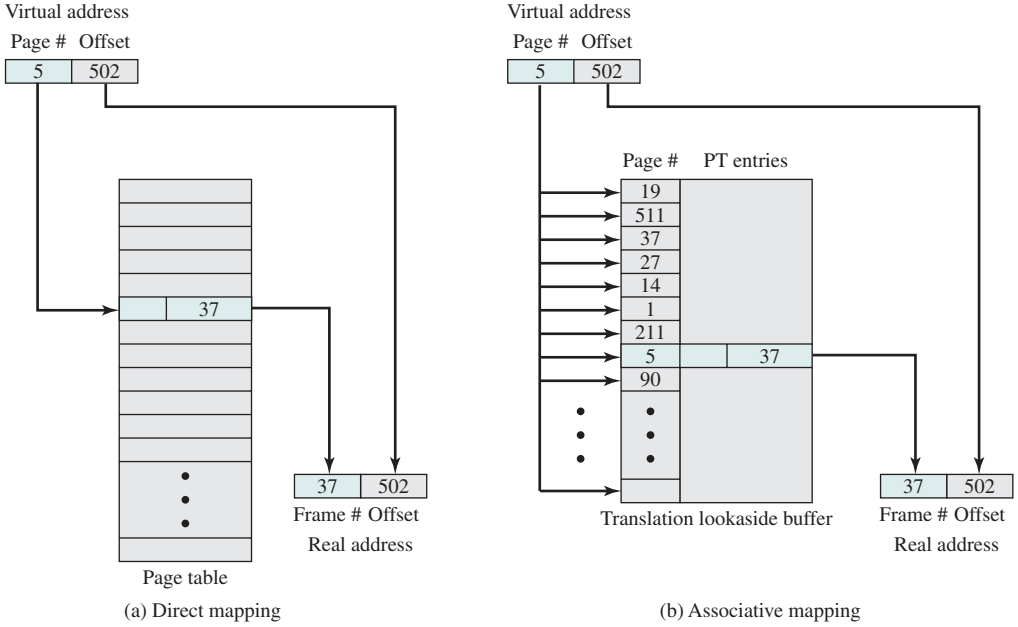 Virtual address
Page # Offset
5 502
37
37 502
Frame # Offset
Real address
Page table
(a) Direct mapping
Virtual address
Page # Offset
5 502
Page # PT entries
19
511
37
27
14
1
211
5 37
90
37 502
Translation lookaside buffer
Frame # Offset
Real address
(b) Associative mapping